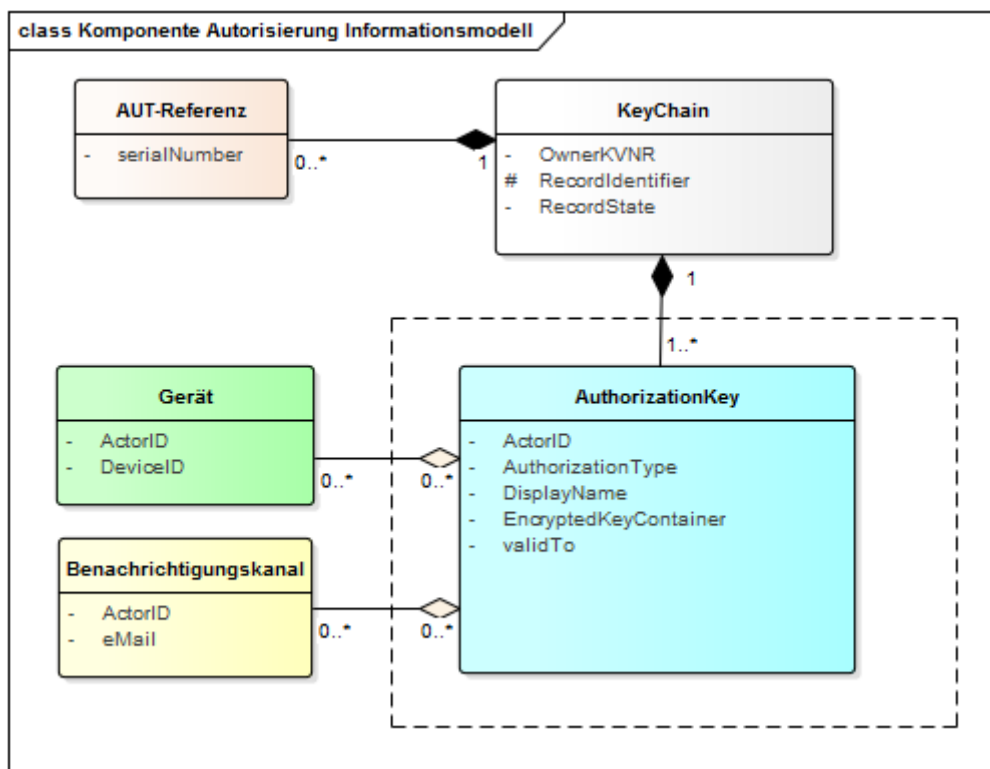 class Komponente Autorisierung Informationsmodell
AUT-Referenz
- serialNumber
0..*
1
KeyChain
- OwnerKVNR
# RecordIdentifier
- RecordState
1
1..*
Gerät
- ActorID
- DeviceID
0..*
0..*
AuthorizationKey
- ActorID
- AuthorizationType
- DisplayName
- EncryptedKeyContainer
- validTo
Benachrichtigungskanal
- ActorID
- eMail
0..*
0..*